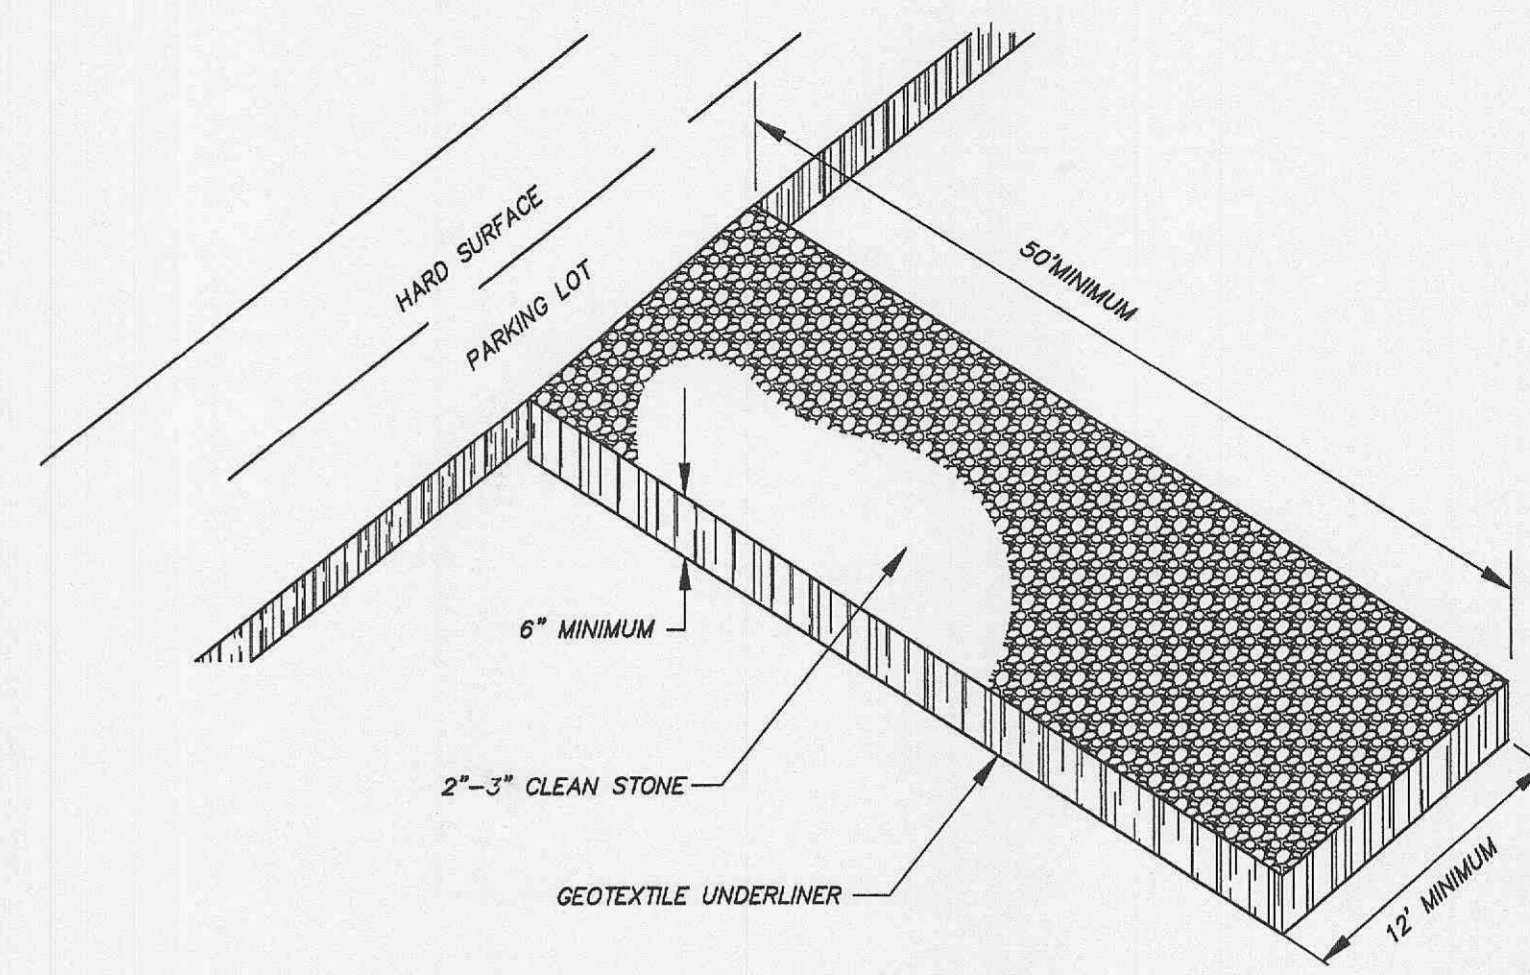 HARD SURFACE
PARKING LOT
50'MINIMUM
6" MINIMUM
2"-3" CLEAN STONE
GEOTEXTILE UNDERLINER
12' MINIMUM